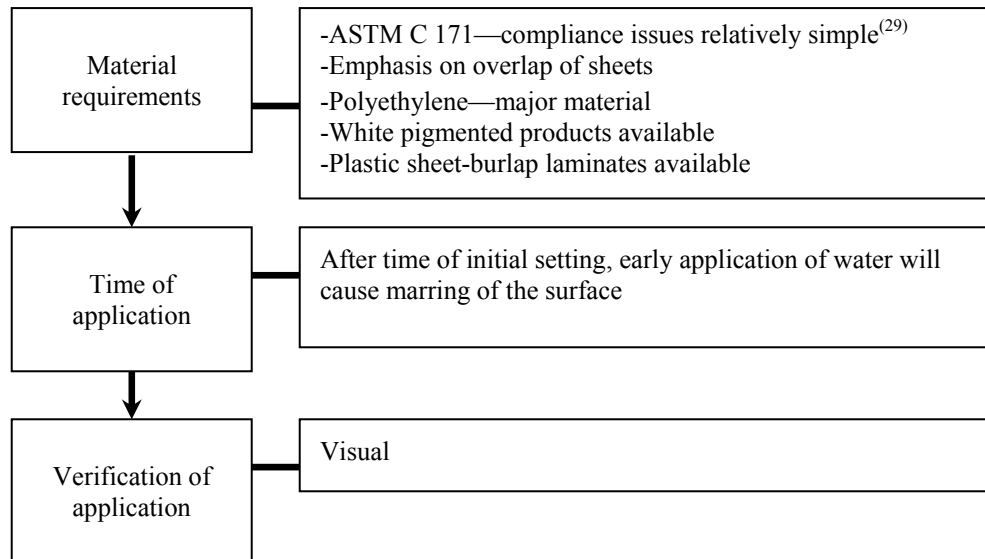 Material
requirements
-ASTM C 171—compliance issues relatively simple(29)
-Emphasis on overlap of sheets
-Polyethylene—major material
-White pigmented products available
-Plastic sheet-burlap laminates available
Time of
application
After time of initial setting, early application of water will
cause marring of the surface
Verification of
application
Visual